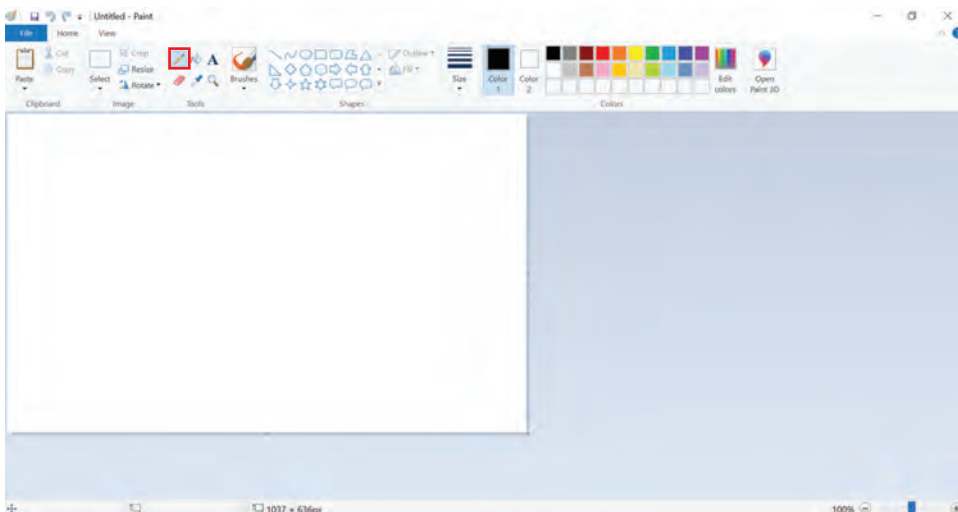 Untitled - Paint
File Home View
Cut Crop Outline
Copy Resize Fill
Paste Select Rotate A Brushes Size Color 1 Color 2 Edit colors Open Paint 3D
Clipboard Image Tools Shapes Colors
1037 × 636px 100%